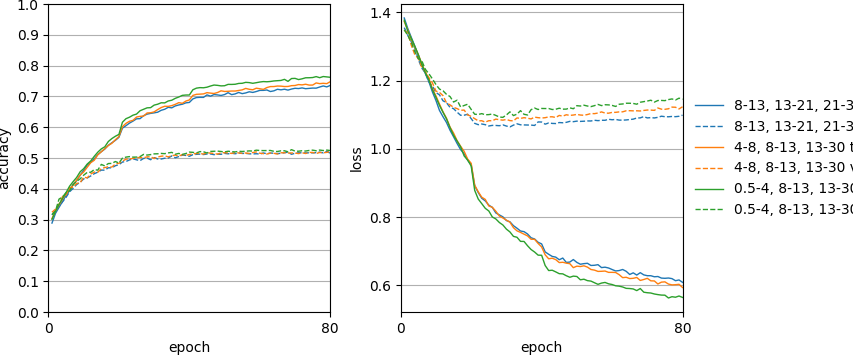 1.0
0.9
0.8
0.7
0.6
0.5
0.4
0.3
0.2
0.1
0.0
accuracy
0
80
epoch
1.4
1.2
1.0
0.8
0.6
loss
0
80
epoch
8-13, 13-21, 21-3
8-13, 13-21, 21-3
4-8, 8-13, 13-30 t
4-8, 8-13, 13-30 v
0.5-4, 8-13, 13-30
0.5-4, 8-13, 13-30